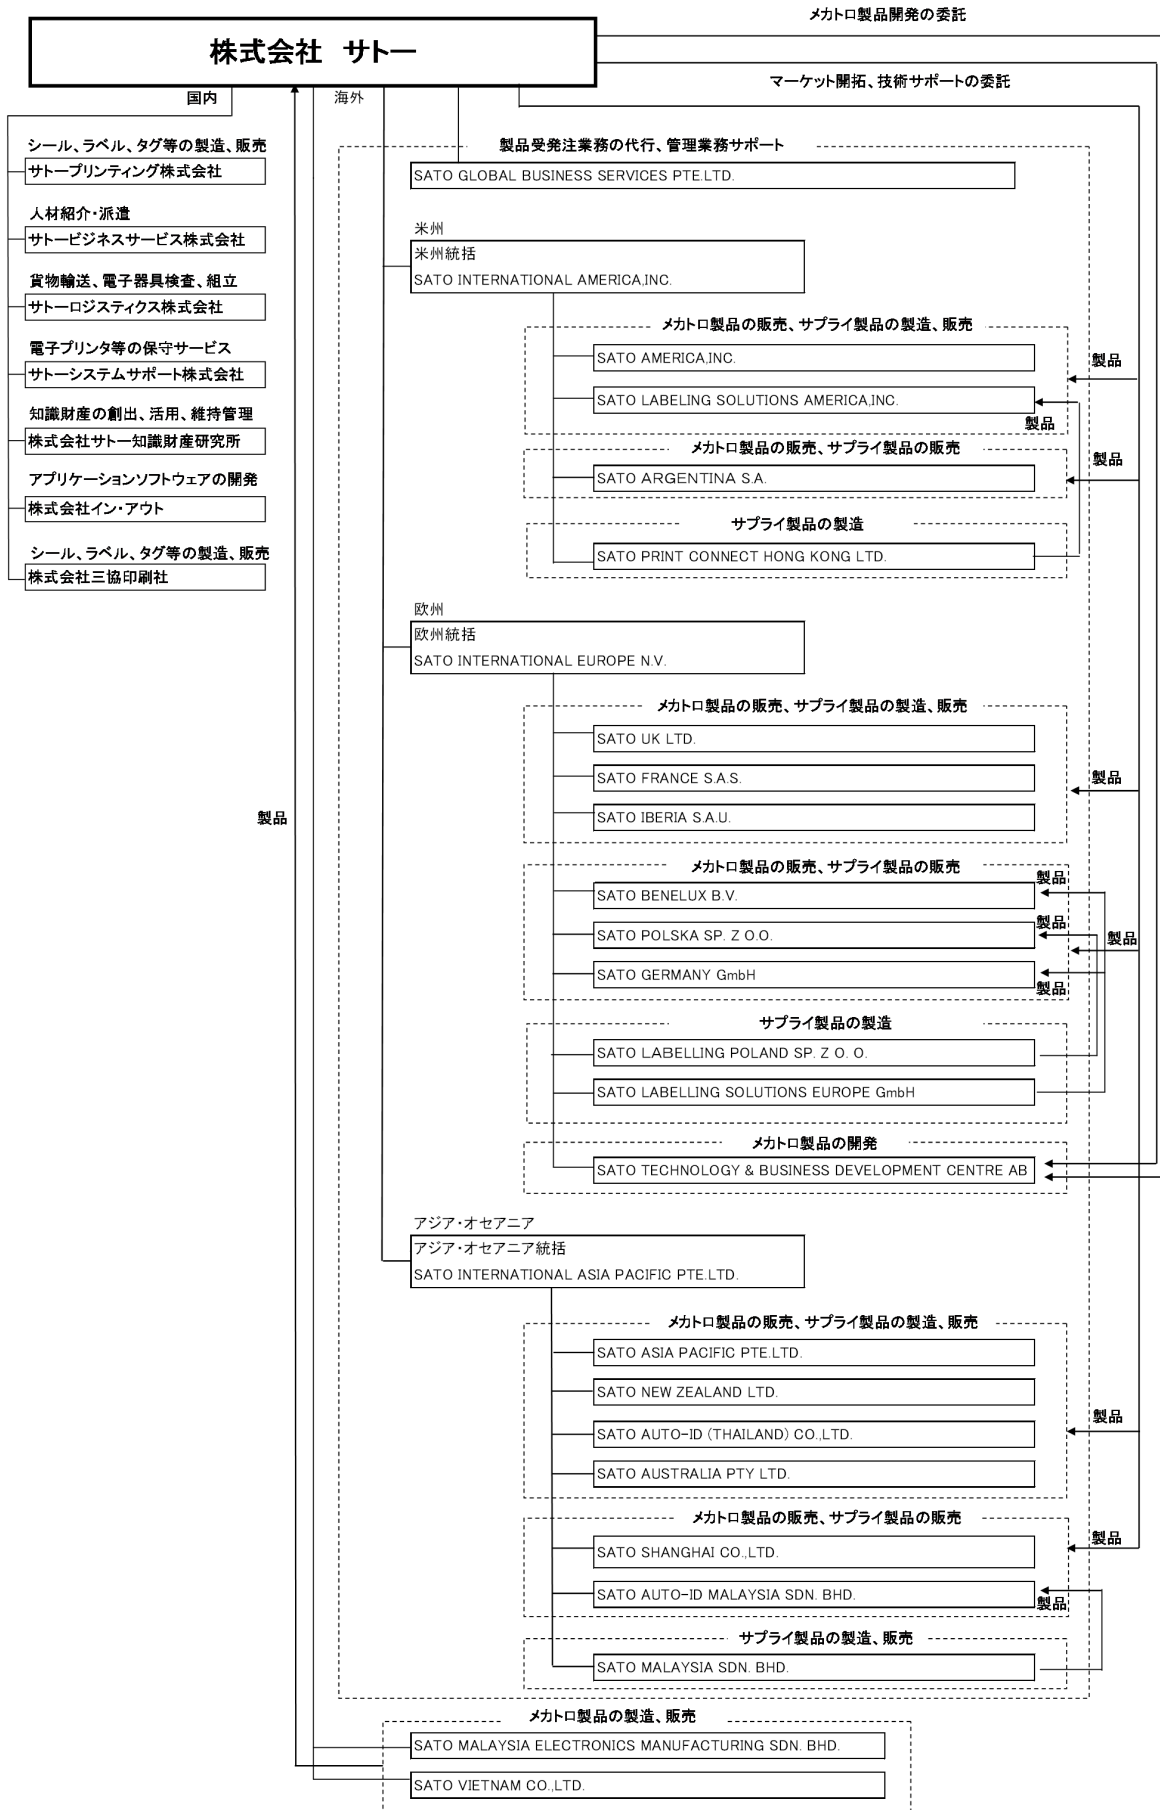 メカトロ製品開発の委託
株式会社　サトー
マーケット開拓、技術サポートの委託
国内
海外
シール、ラベル、タグ等の製造、販売
サトープリンティング株式会社
人材紹介・派遣
サトービジネスサービス株式会社
貨物輸送、電子器具検査、組立
サトーロジスティクス株式会社
電子プリンタ等の保守サービス
サトーシステムサポート株式会社
知識財産の創出、活用、維持管理
株式会社サトー知識財産研究所
アプリケーションソフトウェアの開発
株式会社イン・アウト
シール、ラベル、タグ等の製造、販売
株式会社三協印刷社
製品
製品受発注業務の代行、管理業務サポート
SATO GLOBAL BUSINESS SERVICES PTE.LTD.
米州
米州統括
SATO INTERNATIONAL AMERICA,INC.
メカトロ製品の販売、サプライ製品の製造、販売
SATO AMERICA,INC.
製品
SATO LABELING SOLUTIONS AMERICA,INC.
製品
メカトロ製品の販売、サプライ製品の販売
製品
SATO ARGENTINA S.A.
サプライ製品の製造
SATO PRINT CONNECT HONG KONG LTD.
欧州
欧州統括
SATO INTERNATIONAL EUROPE N.V.
メカトロ製品の販売、サプライ製品の製造、販売
SATO UK LTD.
SATO FRANCE S.A.S.
製品
SATO IBERIA S.A.U.
メカトロ製品の販売、サプライ製品の販売
製品
SATO BENELUX B.V.
製品
SATO POLSKA SP. Z O.O.
製品
SATO GERMANY GmbH
製品
サプライ製品の製造
SATO LABELLING POLAND SP. Z O. O.
SATO LABELLING SOLUTIONS EUROPE GmbH
メカトロ製品の開発
SATO TECHNOLOGY & BUSINESS DEVELOPMENT CENTRE AB
アジア・オセアニア
アジア・オセアニア統括
SATO INTERNATIONAL ASIA PACIFIC PTE.LTD.
メカトロ製品の販売、サプライ製品の製造、販売
SATO ASIA PACIFIC PTE.LTD.
SATO NEW ZEALAND LTD.
製品
SATO AUTO-ID (THAILAND) CO.,LTD.
SATO AUSTRALIA PTY LTD.
メカトロ製品の販売、サプライ製品の販売
製品
SATO SHANGHAI CO.,LTD.
SATO AUTO-ID MALAYSIA SDN. BHD.
製品
サプライ製品の製造、販売
SATO MALAYSIA SDN. BHD.
メカトロ製品の製造、販売
SATO MALAYSIA ELECTRONICS MANUFACTURING SDN. BHD.
SATO VIETNAM CO.,LTD.